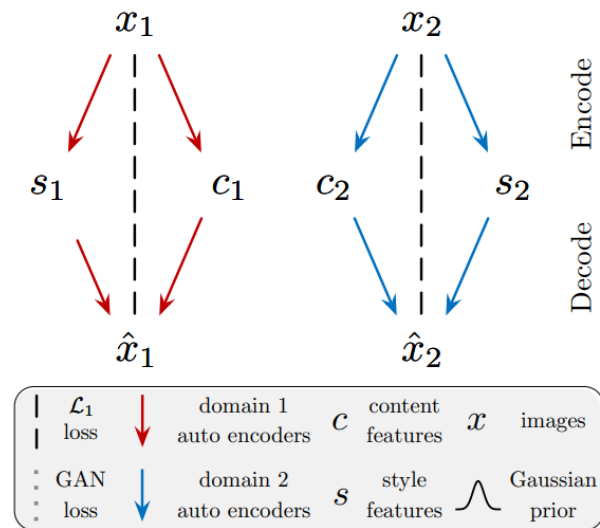 x₁ x₂
Encode
s₁ c₁ c₂ s₂
Decode
x̂₁ x̂₂
ℒ₁ loss
domain 1 auto encoders
c content features
x images
GAN loss
domain 2 auto encoders
s style features
Gaussian prior